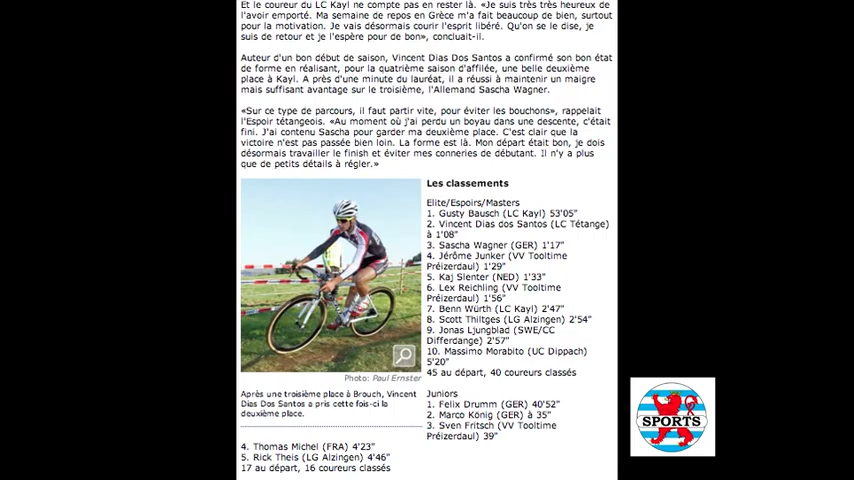 Et le coureur du LC Kayl ne compte pas en rester là. «Je suis très très heureux de
l'avoir emporté. Ma semaine de repos en Grèce m'a fait beaucoup de bien, surtout
pour la motivation. Je vais désormais courir l'esprit libéré. Qu'on se le dise, je
suis de retour et je l'espère pour de bon», concluait-il.
Auteur d'un bon début de saison, Vincent Dias Dos Santos a confirmé son bon état
de forme en réalisant, pour la quatrième saison d'affilée, une belle deuxième
place à Kayl. A près d'une minute du lauréat, il a réussi à maintenir un maigre
mais suffisant avantage sur le troisième, l'Allemand Sascha Wagner.
«Sur ce type de parcours, il faut partir vite, pour éviter les bouchons», rappelait
l'Espoir tétangeois. «Au moment où j'ai perdu un boyau dans une descente, c'était
fini. J'ai contenu Sascha pour garder ma deuxième place. C'est clair que la
victoire n'est pas passée bien loin. La forme est là. Mon départ était bon, je dois
désormais travailler le finish et éviter mes conneries de débutant. Il n'y a plus
que de petits détails à régler.»
Photo: Paul Ernster
Après une troisième place à Brouch, Vincent
Dias Dos Santos a pris cette fois-ci la
deuxième place.
Les classements
Elite/Espoirs/Masters
1. Gusty Bausch (LC Kayl) 53'05"
2. Vincent Dias dos Santos (LC Tétange)
à 1'08"
3. Sascha Wagner (GER) 1'17"
4. Jérôme Junker (VV Tooltime
Préizerdaul) 1'29"
5. Kaj Slenter (NED) 1'33"
6. Lex Reichling (VV Tooltime
Préizerdaul) 1'56"
7. Benn Würth (LC Kayl) 2'47"
8. Scott Thiltges (LG Alzingen) 2'54"
9. Jonas Ljungblad (SWE/CC
Differdange) 2'57"
10. Massimo Morabito (UC Dippach)
5'20"
45 au départ, 40 coureurs classés
Juniors
1. Felix Drumm (GER) 40'52"
2. Marco König (GER) à 35"
3. Sven Fritsch (VV Tooltime
Préizerdaul) 39"
4. Thomas Michel (FRA) 4'23"
5. Rick Theis (LG Alzingen) 4'46"
17 au départ, 16 coureurs classés
SPORTS